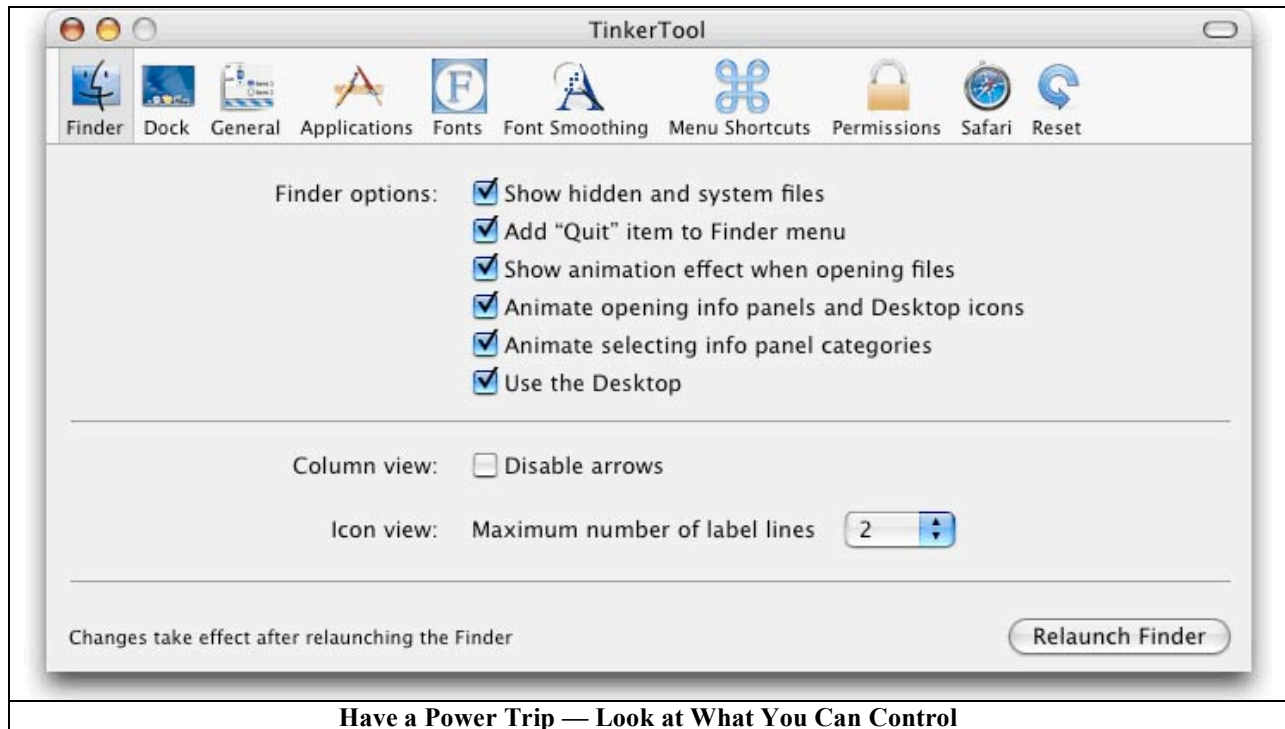 TinkerTool
Finder Dock General Applications Fonts Font Smoothing Menu Shortcuts Permissions Safari Reset
Finder options: Show hidden and system files
Add “Quit” item to Finder menu
Show animation effect when opening files
Animate opening info panels and Desktop icons
Animate selecting info panel categories
Use the Desktop
Column view: Disable arrows
Icon view: Maximum number of label lines 2
Changes take effect after relaunching the Finder Relaunch Finder
Have a Power Trip — Look at What You Can Control